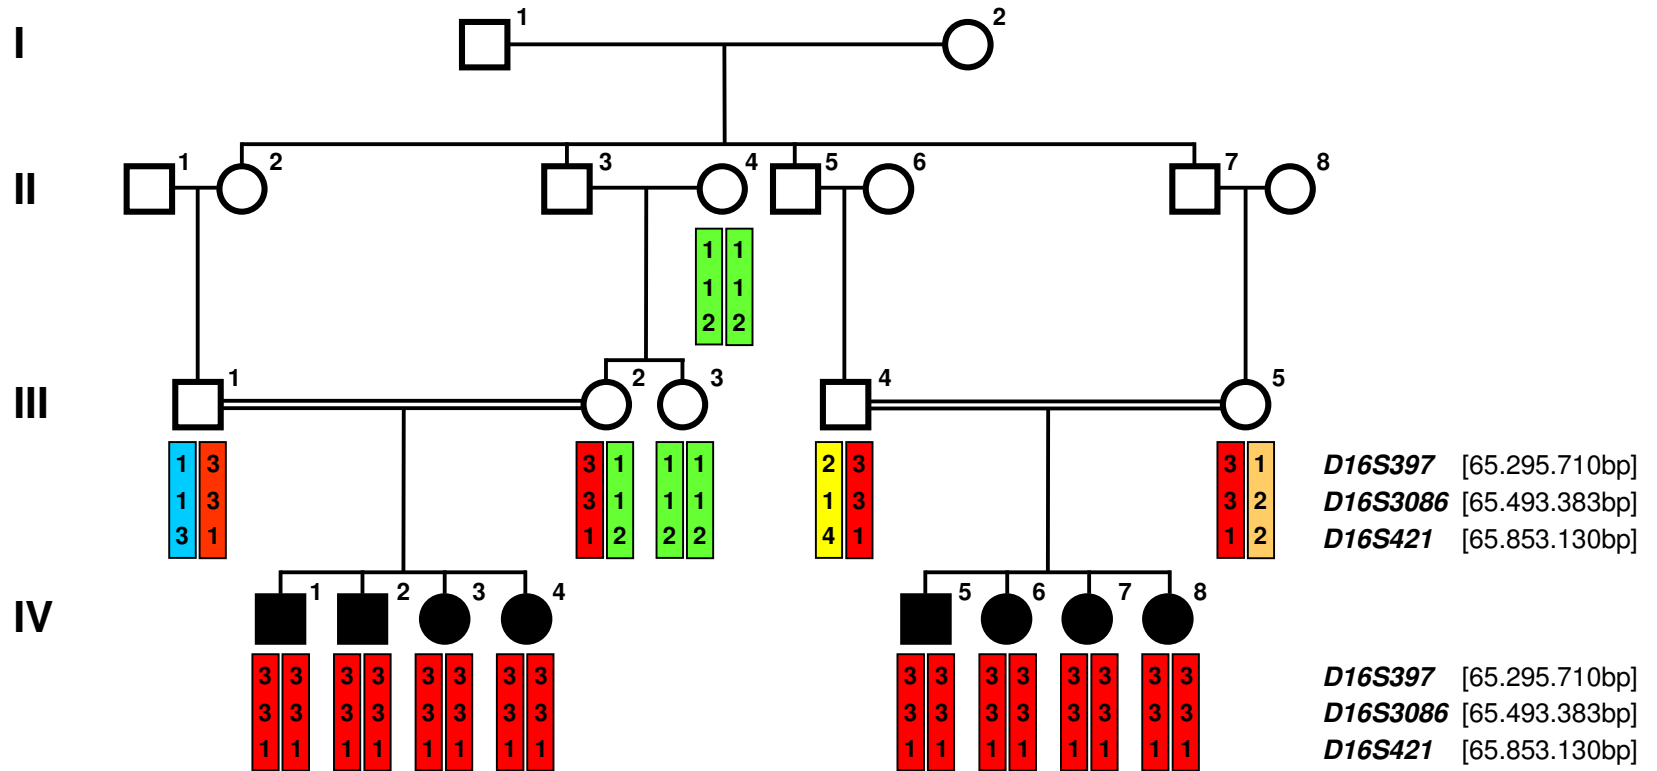 I 1 2
II 1 2 3 4 5 6 7 8
1 1
1 1
2 2
III 1 2 3 4 5
1 3 3 1 1 1 2 3 3 1 D16S397 [65.295.710bp]
1 3 3 1 1 1 1 3 3 2 D16S3086 [65.493.383bp]
3 1 1 2 2 2 4 1 1 2 D16S421 [65.853.130bp]
IV 1 2 3 4 5 6 7 8
3 3 3 3 3 3 3 3 3 3 3 3 3 3 3 3 D16S397 [65.295.710bp]
3 3 3 3 3 3 3 3 3 3 3 3 3 3 3 3 D16S3086 [65.493.383bp]
1 1 1 1 1 1 1 1 1 1 1 1 1 1 1 1 D16S421 [65.853.130bp]